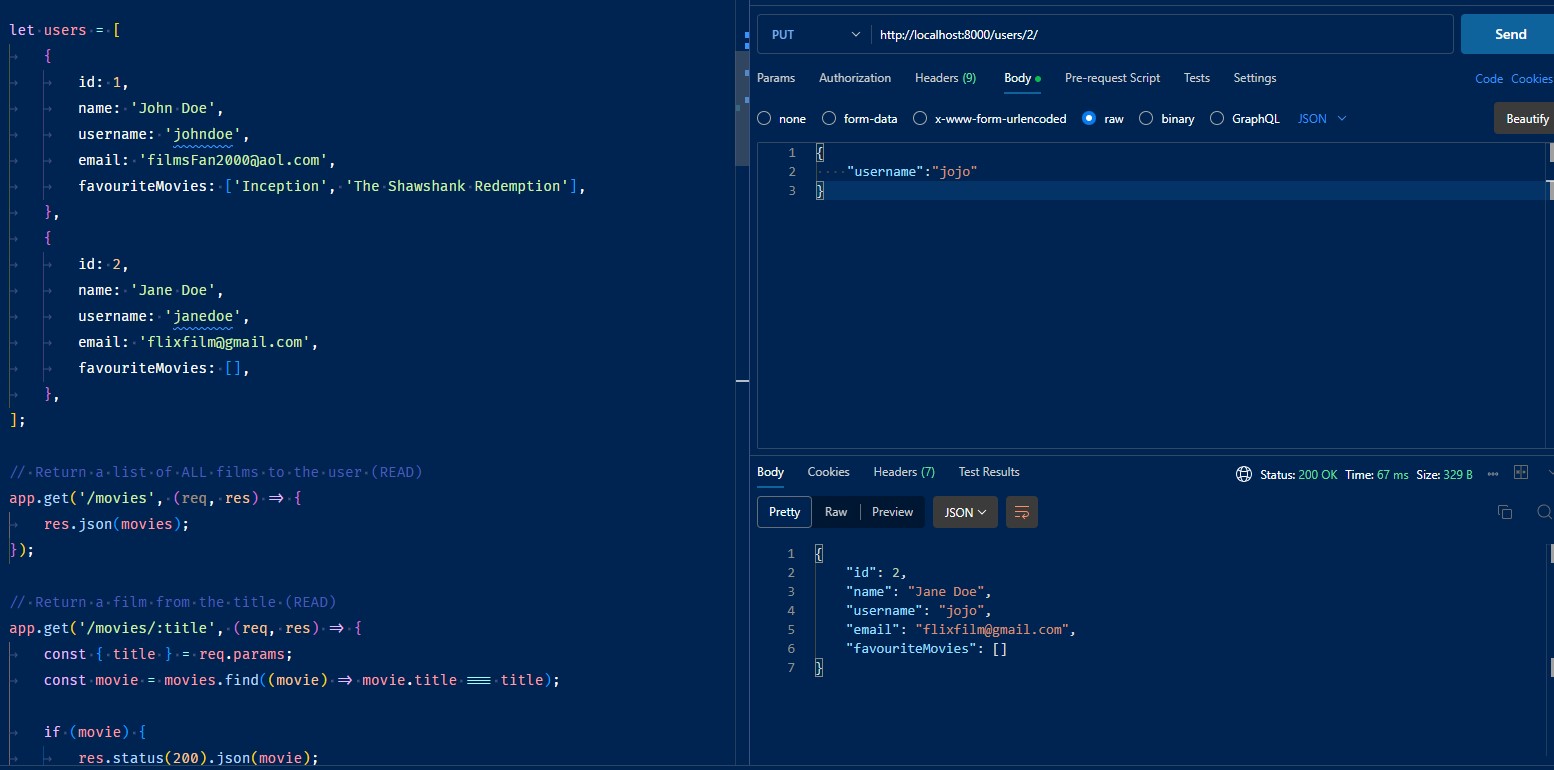 let users = [
{
id: 1,
name: 'John Doe',
username: 'johndoe',
email: 'filmsFan2000@aol.com',
favouriteMovies: ['Inception', 'The Shawshank Redemption'],
},
{
id: 2,
name: 'Jane Doe',
username: 'janedoe',
email: 'flixfilm@gmail.com',
favouriteMovies: [],
},
];
// Return a list of ALL films to the user (READ)
app.get('/movies', (req, res) => {
res.json(movies);
});
// Return a film from the title (READ)
app.get('/movies/:title', (req, res) => {
const { title } = req.params;
const movie = movies.find((movie) => movie.title === title);
if (movie) {
res.status(200).json(movie);
PUT http://localhost:8000/users/2/ Send
Params Authorization Headers (9) Body Pre-request Script Tests Settings Code Cookies
none form-data x-www-form-urlencoded raw binary GraphQL JSON Beautify
1 {
2 "username":"jojo"
3 }
Body Cookies Headers (7) Test Results Status: 200 OK Time: 67 ms Size: 329 B
Pretty Raw Preview JSON
1 {
2 "id": 2,
3 "name": "Jane Doe",
4 "username": "jojo",
5 "email": "flixfilm@gmail.com",
6 "favouriteMovies": []
7 }